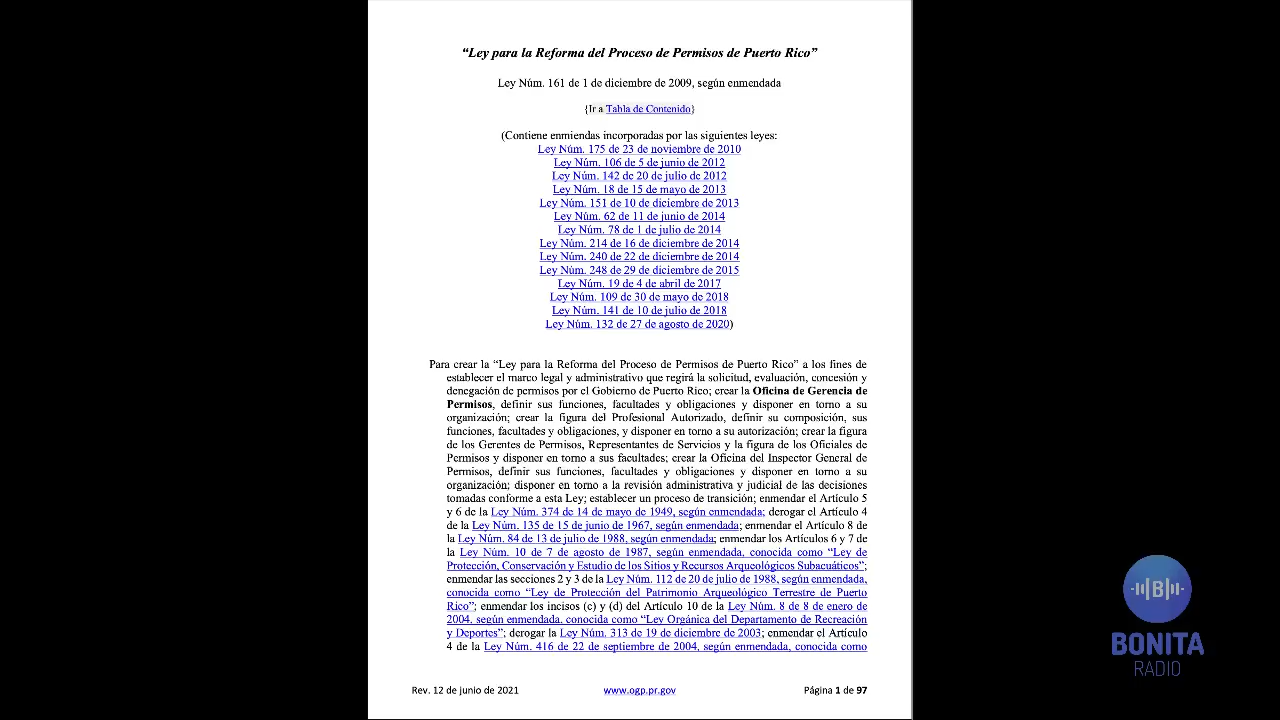 “Ley para la Reforma del Proceso de Permisos de Puerto Rico”
Ley Núm. 161 de 1 de diciembre de 2009, según enmendada
{Ir a Tabla de Contenido}
(Contiene enmiendas incorporadas por las siguientes leyes:
Ley Núm. 175 de 23 de noviembre de 2010
Ley Núm. 106 de 5 de junio de 2012
Ley Núm. 142 de 20 de julio de 2012
Ley Núm. 18 de 15 de mayo de 2013
Ley Núm. 151 de 10 de diciembre de 2013
Ley Núm. 62 de 11 de junio de 2014
Ley Núm. 78 de 1 de julio de 2014
Ley Núm. 214 de 16 de diciembre de 2014
Ley Núm. 240 de 22 de diciembre de 2014
Ley Núm. 248 de 29 de diciembre de 2015
Ley Núm. 19 de 4 de abril de 2017
Ley Núm. 109 de 30 de mayo de 2018
Ley Núm. 141 de 10 de julio de 2018
Ley Núm. 132 de 27 de agosto de 2020)
Para crear la “Ley para la Reforma del Proceso de Permisos de Puerto Rico” a los fines de
establecer el marco legal y administrativo que regirá la solicitud, evaluación, concesión y
denegación de permisos por el Gobierno de Puerto Rico; crear la Oficina de Gerencia de
Permisos, definir sus funciones, facultades y obligaciones y disponer en torno a su
organización; crear la figura del Profesional Autorizado, definir su composición, sus
funciones, facultades y obligaciones, y disponer en torno a su autorización; crear la figura
de los Gerentes de Permisos, Representantes de Servicios y la figura de los Oficiales de
Permisos y disponer en torno a sus facultades; crear la Oficina del Inspector General de
Permisos, definir sus funciones, facultades y obligaciones y disponer en torno a su
organización; disponer en torno a la revisión administrativa y judicial de las decisiones
tomadas conforme a esta Ley; establecer un proceso de transición; enmendar el Artículo 5
y 6 de la Ley Núm. 374 de 14 de mayo de 1949, según enmendada; derogar el Artículo 4
de la Ley Núm. 135 de 15 de junio de 1967, según enmendada; enmendar el Artículo 8 de
la Ley Núm. 84 de 13 de julio de 1988, según enmendada; enmendar los Artículos 6 y 7 de
la Ley Núm. 10 de 7 de agosto de 1987, según enmendada, conocida como “Ley de
Protección, Conservación y Estudio de los Sitios y Recursos Arqueológicos Subacuáticos”;
enmendar las secciones 2 y 3 de la Ley Núm. 112 de 20 de julio de 1988, según enmendada,
conocida como “Ley de Protección del Patrimonio Arqueológico Terrestre de Puerto
Rico”; enmendar los incisos (c) y (d) del Artículo 10 de la Ley Núm. 8 de 8 de enero de
2004, según enmendada, conocida como “Ley Orgánica del Departamento de Recreación
y Deportes”; derogar la Ley Núm. 313 de 19 de diciembre de 2003; enmendar el Artículo
4 de la Ley Núm. 416 de 22 de septiembre de 2004, según enmendada, conocida como
Rev. 12 de junio de 2021 www.ogp.pr.gov Página 1 de 97
B
BONITA
RADIO